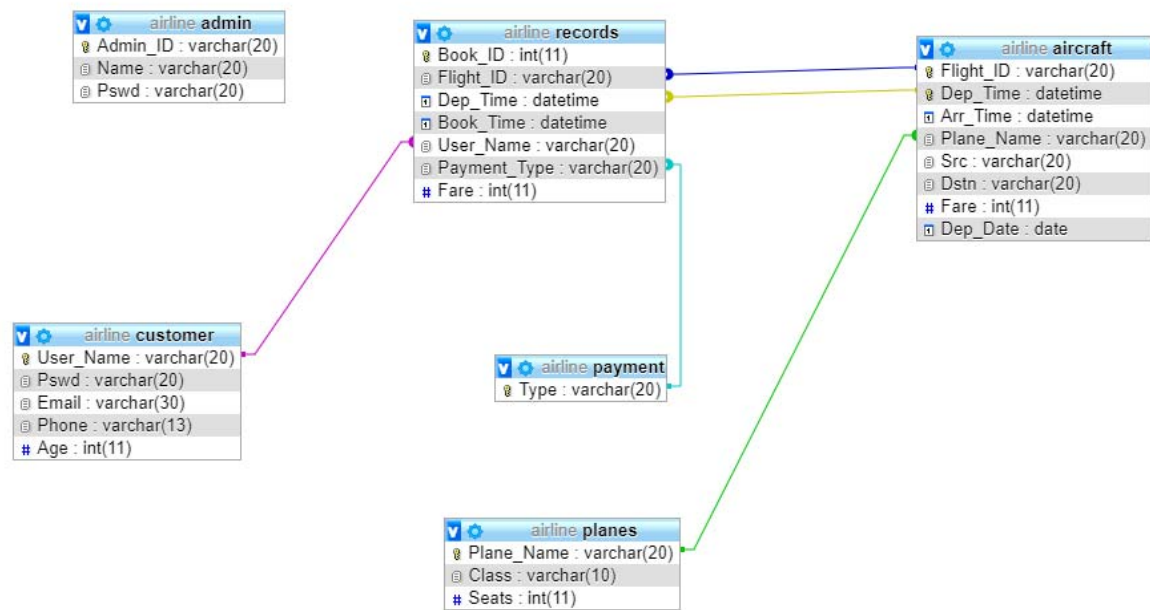 airline admin
Admin_ID : varchar(20)
Name : varchar(20)
Pswd : varchar(20)
airline records
Book_ID : int(11)
Flight_ID : varchar(20)
Dep_Time : datetime
Book_Time : datetime
User_Name : varchar(20)
Payment_Type : varchar(20)
# Fare : int(11)
airline aircraft
Flight_ID : varchar(20)
Dep_Time : datetime
Arr_Time : datetime
Plane_Name : varchar(20)
Src : varchar(20)
Dstn : varchar(20)
# Fare : int(11)
Dep_Date : date
airline customer
User_Name : varchar(20)
Pswd : varchar(20)
Email : varchar(30)
Phone : varchar(13)
# Age : int(11)
airline payment
Type : varchar(20)
airline planes
Plane_Name : varchar(20)
Class : varchar(10)
# Seats : int(11)